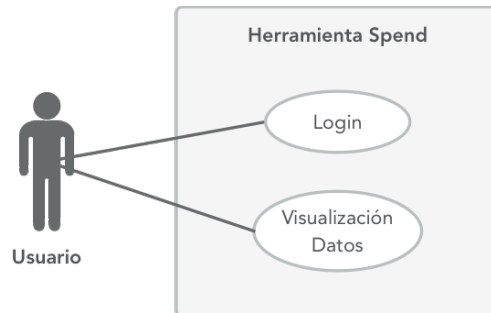 Herramienta Spend
Login
Visualización
Datos
Usuario